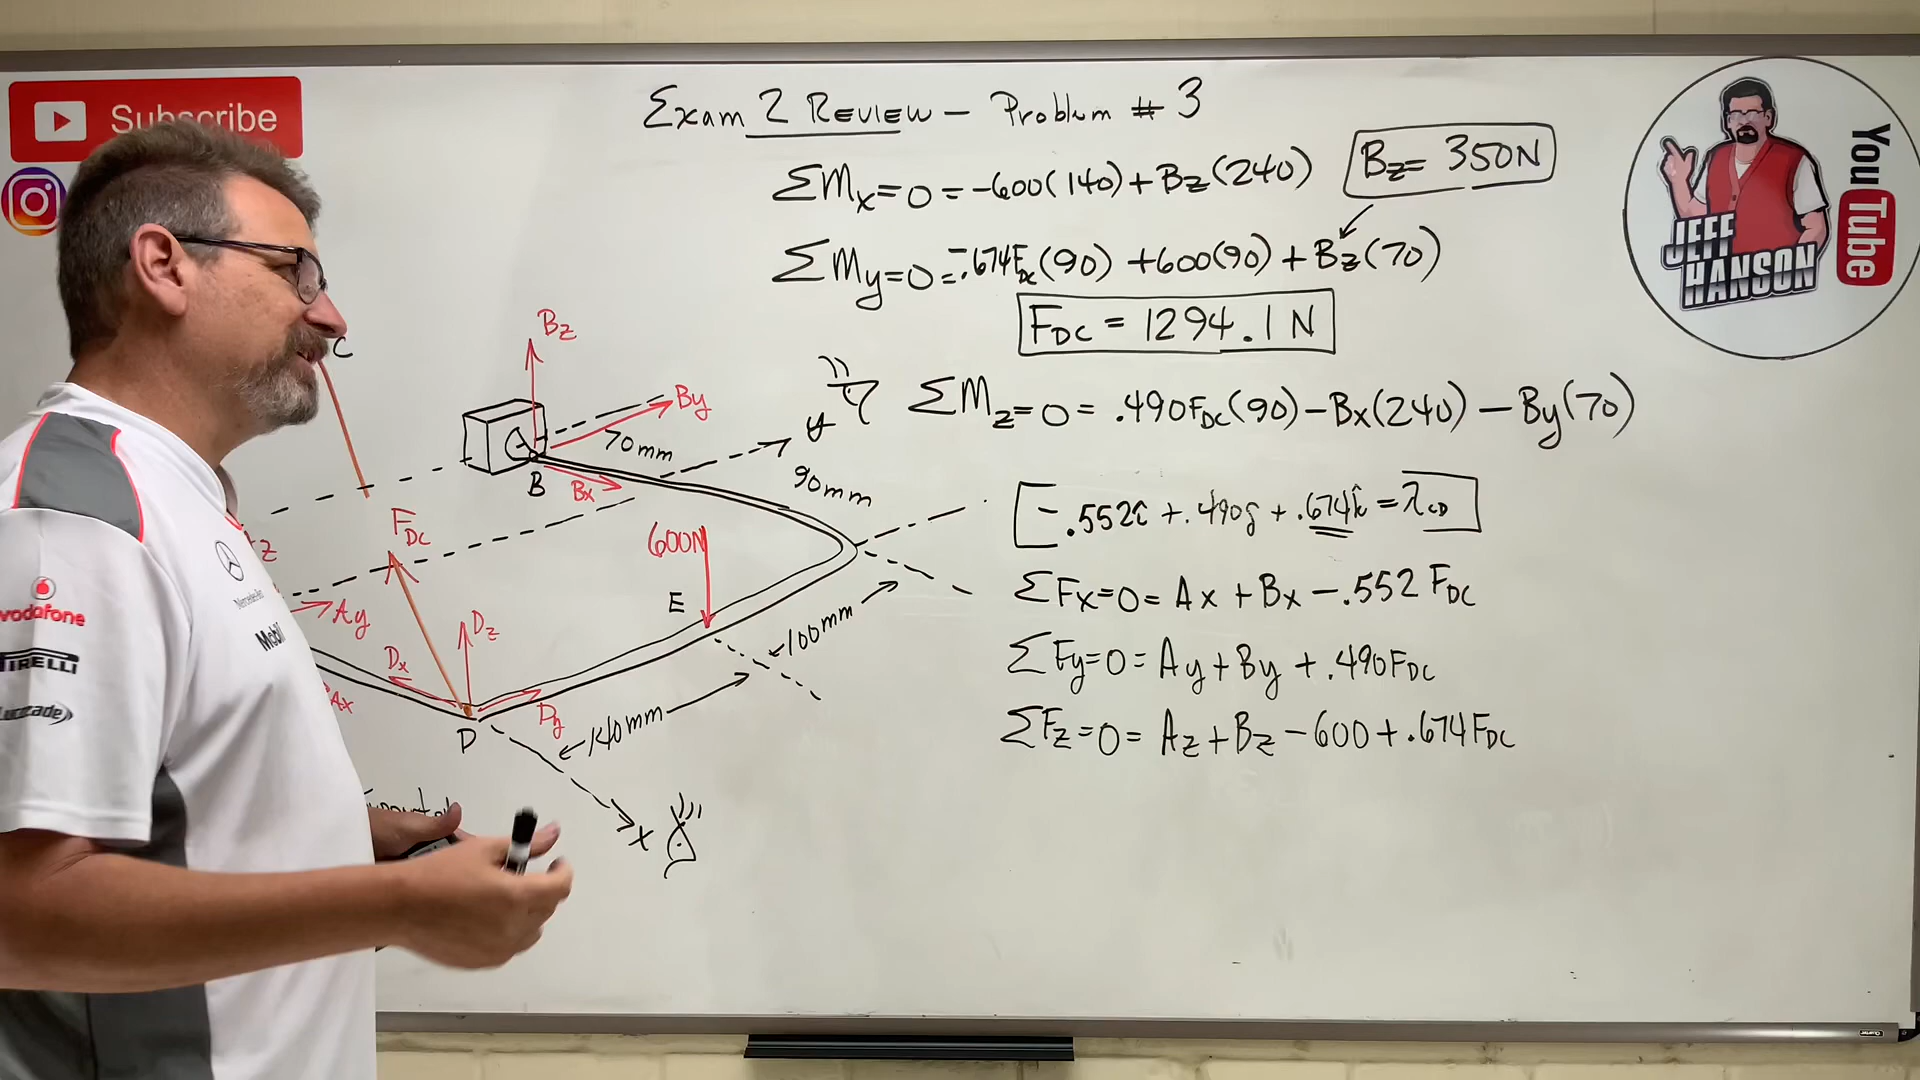 Subscribe
Exam 2 REVIEW – Problem # 3
ΣMx=0=-600(140)+Bz(240)
Bz= 350N
ΣMy=0=-.674FDC(90) +600(90)+Bz(70)
FDC = 1294.1 N
ΣMz=0= .490FDC(90)-Bx(240)-By(70)
-.552i +.490j +.674k = λCD
ΣFx=0= Ax +Bx -.552 FDC
ΣFy=0= Ay+By +.490FDC
ΣFz=0= Az+Bz -600+.674FDC
C
Bz
By
70mm
y
B
Bx
90mm
FDC
z
600N
Ay
E
Dz
100mm
Dx
Ax
Dy
D
140mm
x
JEFF
HANSON
YouTube
vodafone
Mobil
PIRELLI